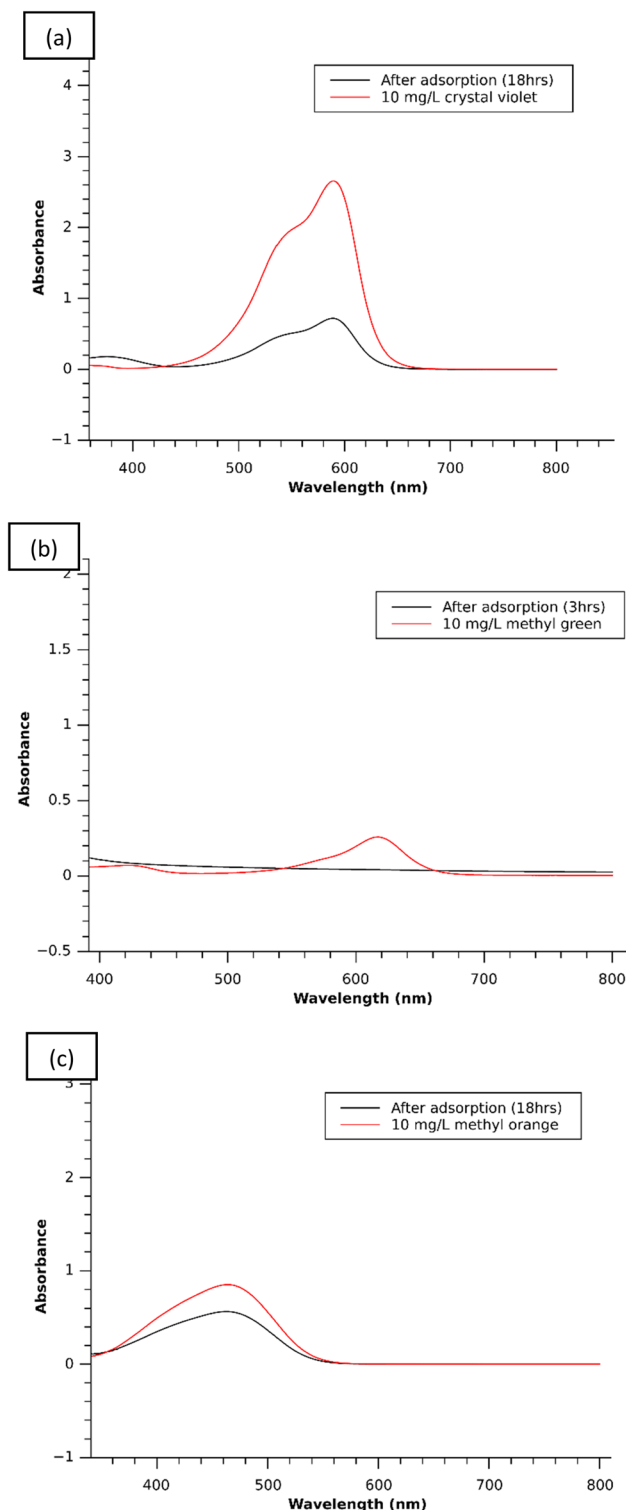 (a)
After adsorption (18hrs)
10 mg/L crystal violet
4
3
2
1
0
−1
Absorbance
400 500 600 700 800
Wavelength (nm)
(b)
After adsorption (3hrs)
10 mg/L methyl green
2
1.5
1
0.5
0
−0.5
Absorbance
400 500 600 700 800
Wavelength (nm)
(c)
After adsorption (18hrs)
10 mg/L methyl orange
3
2
1
0
−1
Absorbance
400 500 600 700 800
Wavelength (nm)